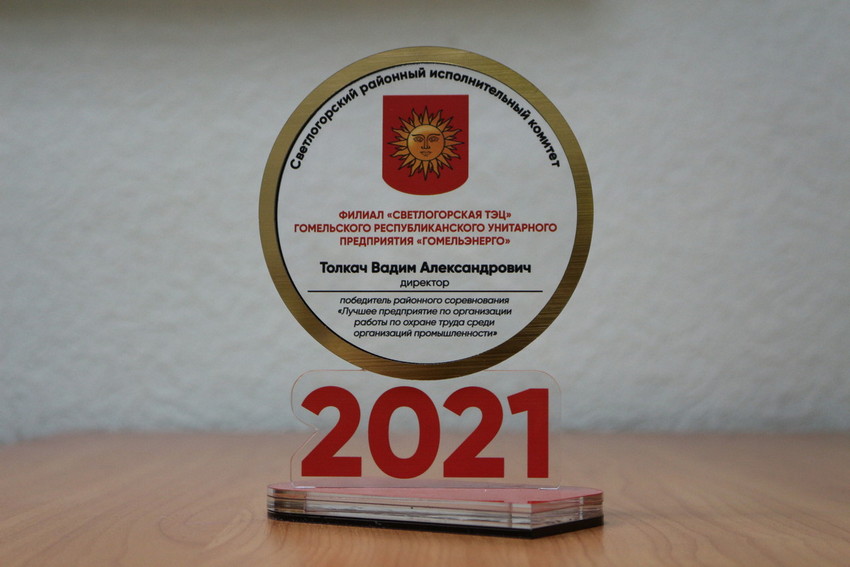 Светлогорский районный исполнительный комитет
ФИЛИАЛ «СВЕТЛОГОРСКАЯ ТЭЦ»
ГОМЕЛЬСКОГО РЕСПУБЛИКАНСКОГО УНИТАРНОГО
ПРЕДПРИЯТИЯ «ГОМЕЛЬЭНЕРГО»
Толкач Вадим Александрович
директор
победитель районного соревнования
«Лучшее предприятие по организации
работы по охране труда среди
организаций промышленности»
2021